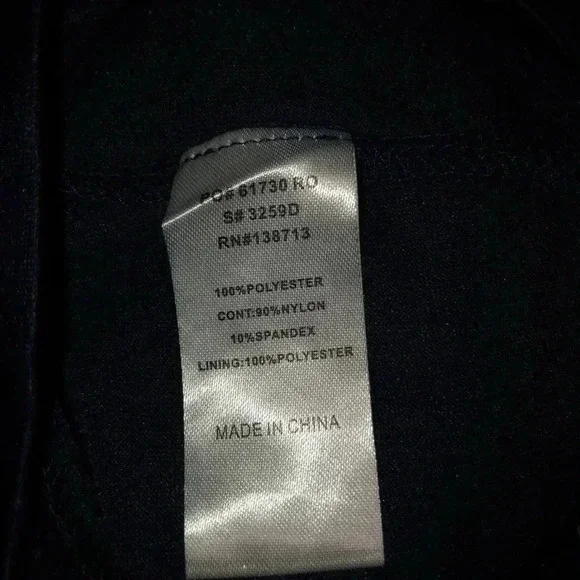 PO# 61730 RO
S# 3259D
RN#138713
100%POLYESTER
CONT:90%NYLON
10%SPANDEX
LINING:100%POLYESTER
MADE IN CHINA